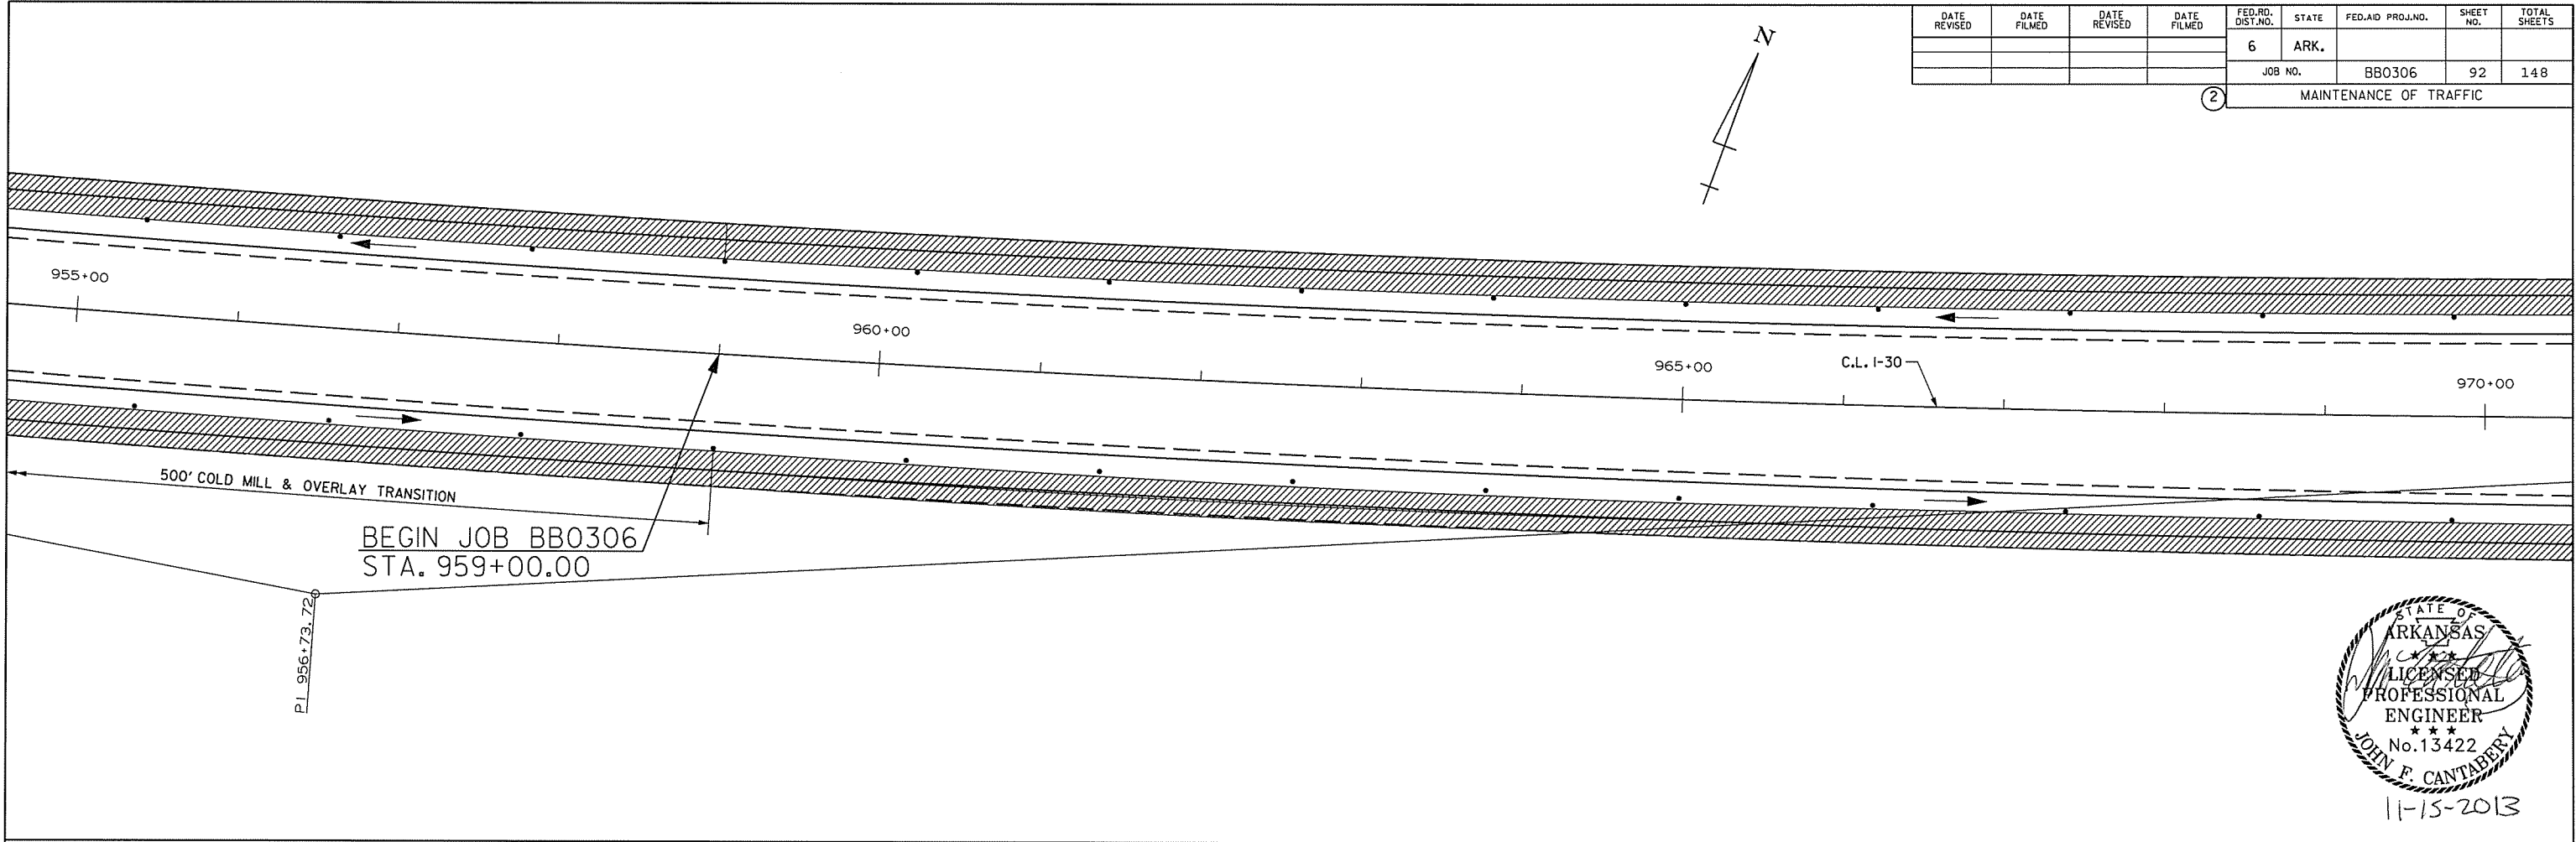 DATE REVISED
DATE FILMED
DATE REVISED
DATE FILMED
FED.RD. DIST.NO.
STATE
FED.AID PROJ.NO.
SHEET NO.
TOTAL SHEETS
6
ARK.
JOB NO.
BB0306
92
148
2
MAINTENANCE OF TRAFFIC
N
955+00
960+00
965+00
C.L. I-30
970+00
500' COLD MILL & OVERLAY TRANSITION
BEGIN JOB BB0306
STA. 959+00.00
PI 956+73.72
STATE OF
ARKANSAS
★ ★ ★
LICENSED
PROFESSIONAL
ENGINEER
★ ★ ★
No.13422
JOHN F. CANTABERY
11-15-2013